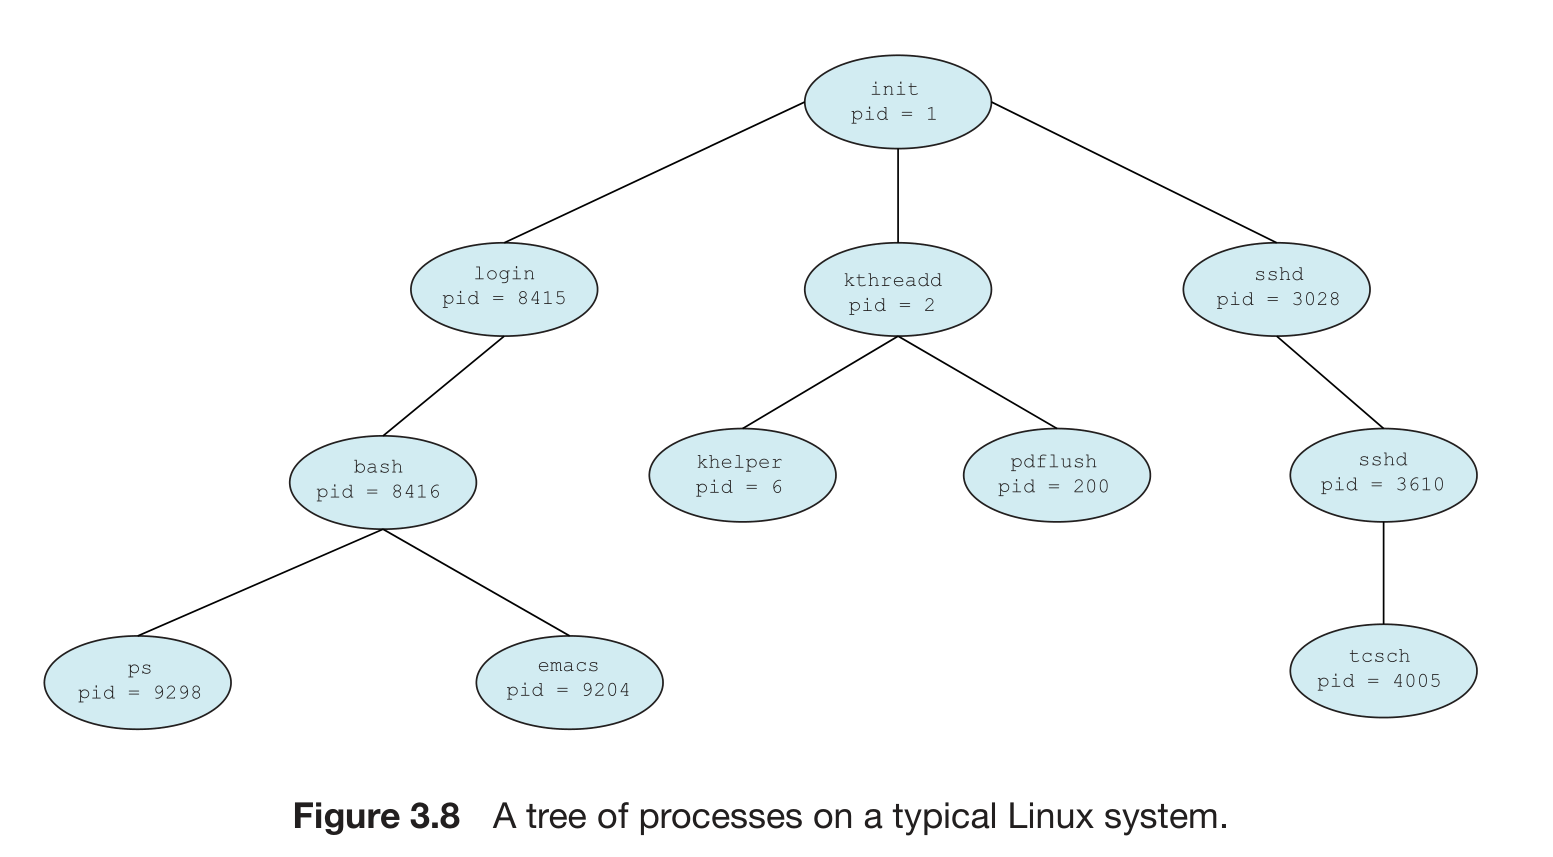 init
pid = 1
login
pid = 8415
kthreadd
pid = 2
sshd
pid = 3028
bash
pid = 8416
khelper
pid = 6
pdflush
pid = 200
sshd
pid = 3610
ps
pid = 9298
emacs
pid = 9204
tcsch
pid = 4005
Figure 3.8 A tree of processes on a typical Linux system.